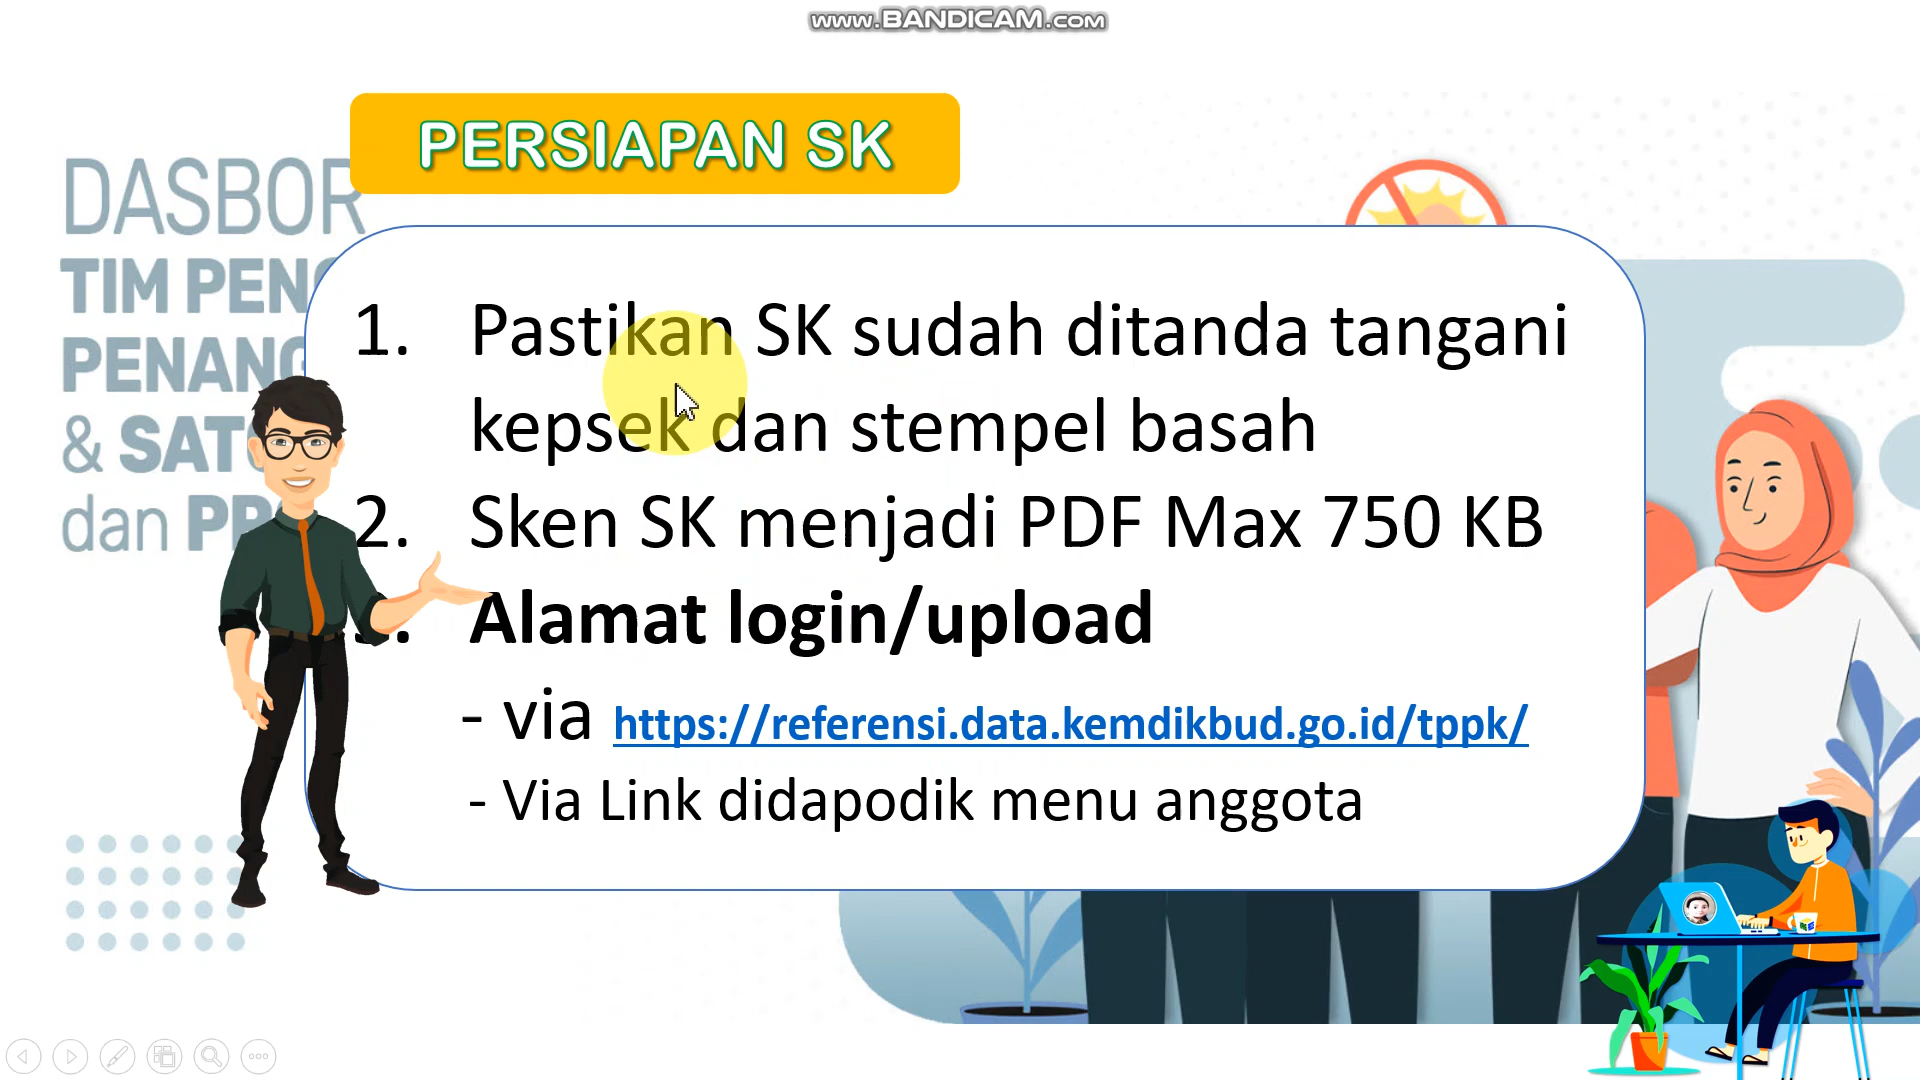 www.BANDICAM.com
PERSIAPAN SK
DASBOR
TIM PEN
PENANG
& SAT
dan PP
1. Pastikan SK sudah ditanda tangani
kepsek dan stempel basah
2. Sken SK menjadi PDF Max 750 KB
Alamat login/upload
- via https://referensi.data.kemdikbud.go.id/tppk/
- Via Link didapodik menu anggota